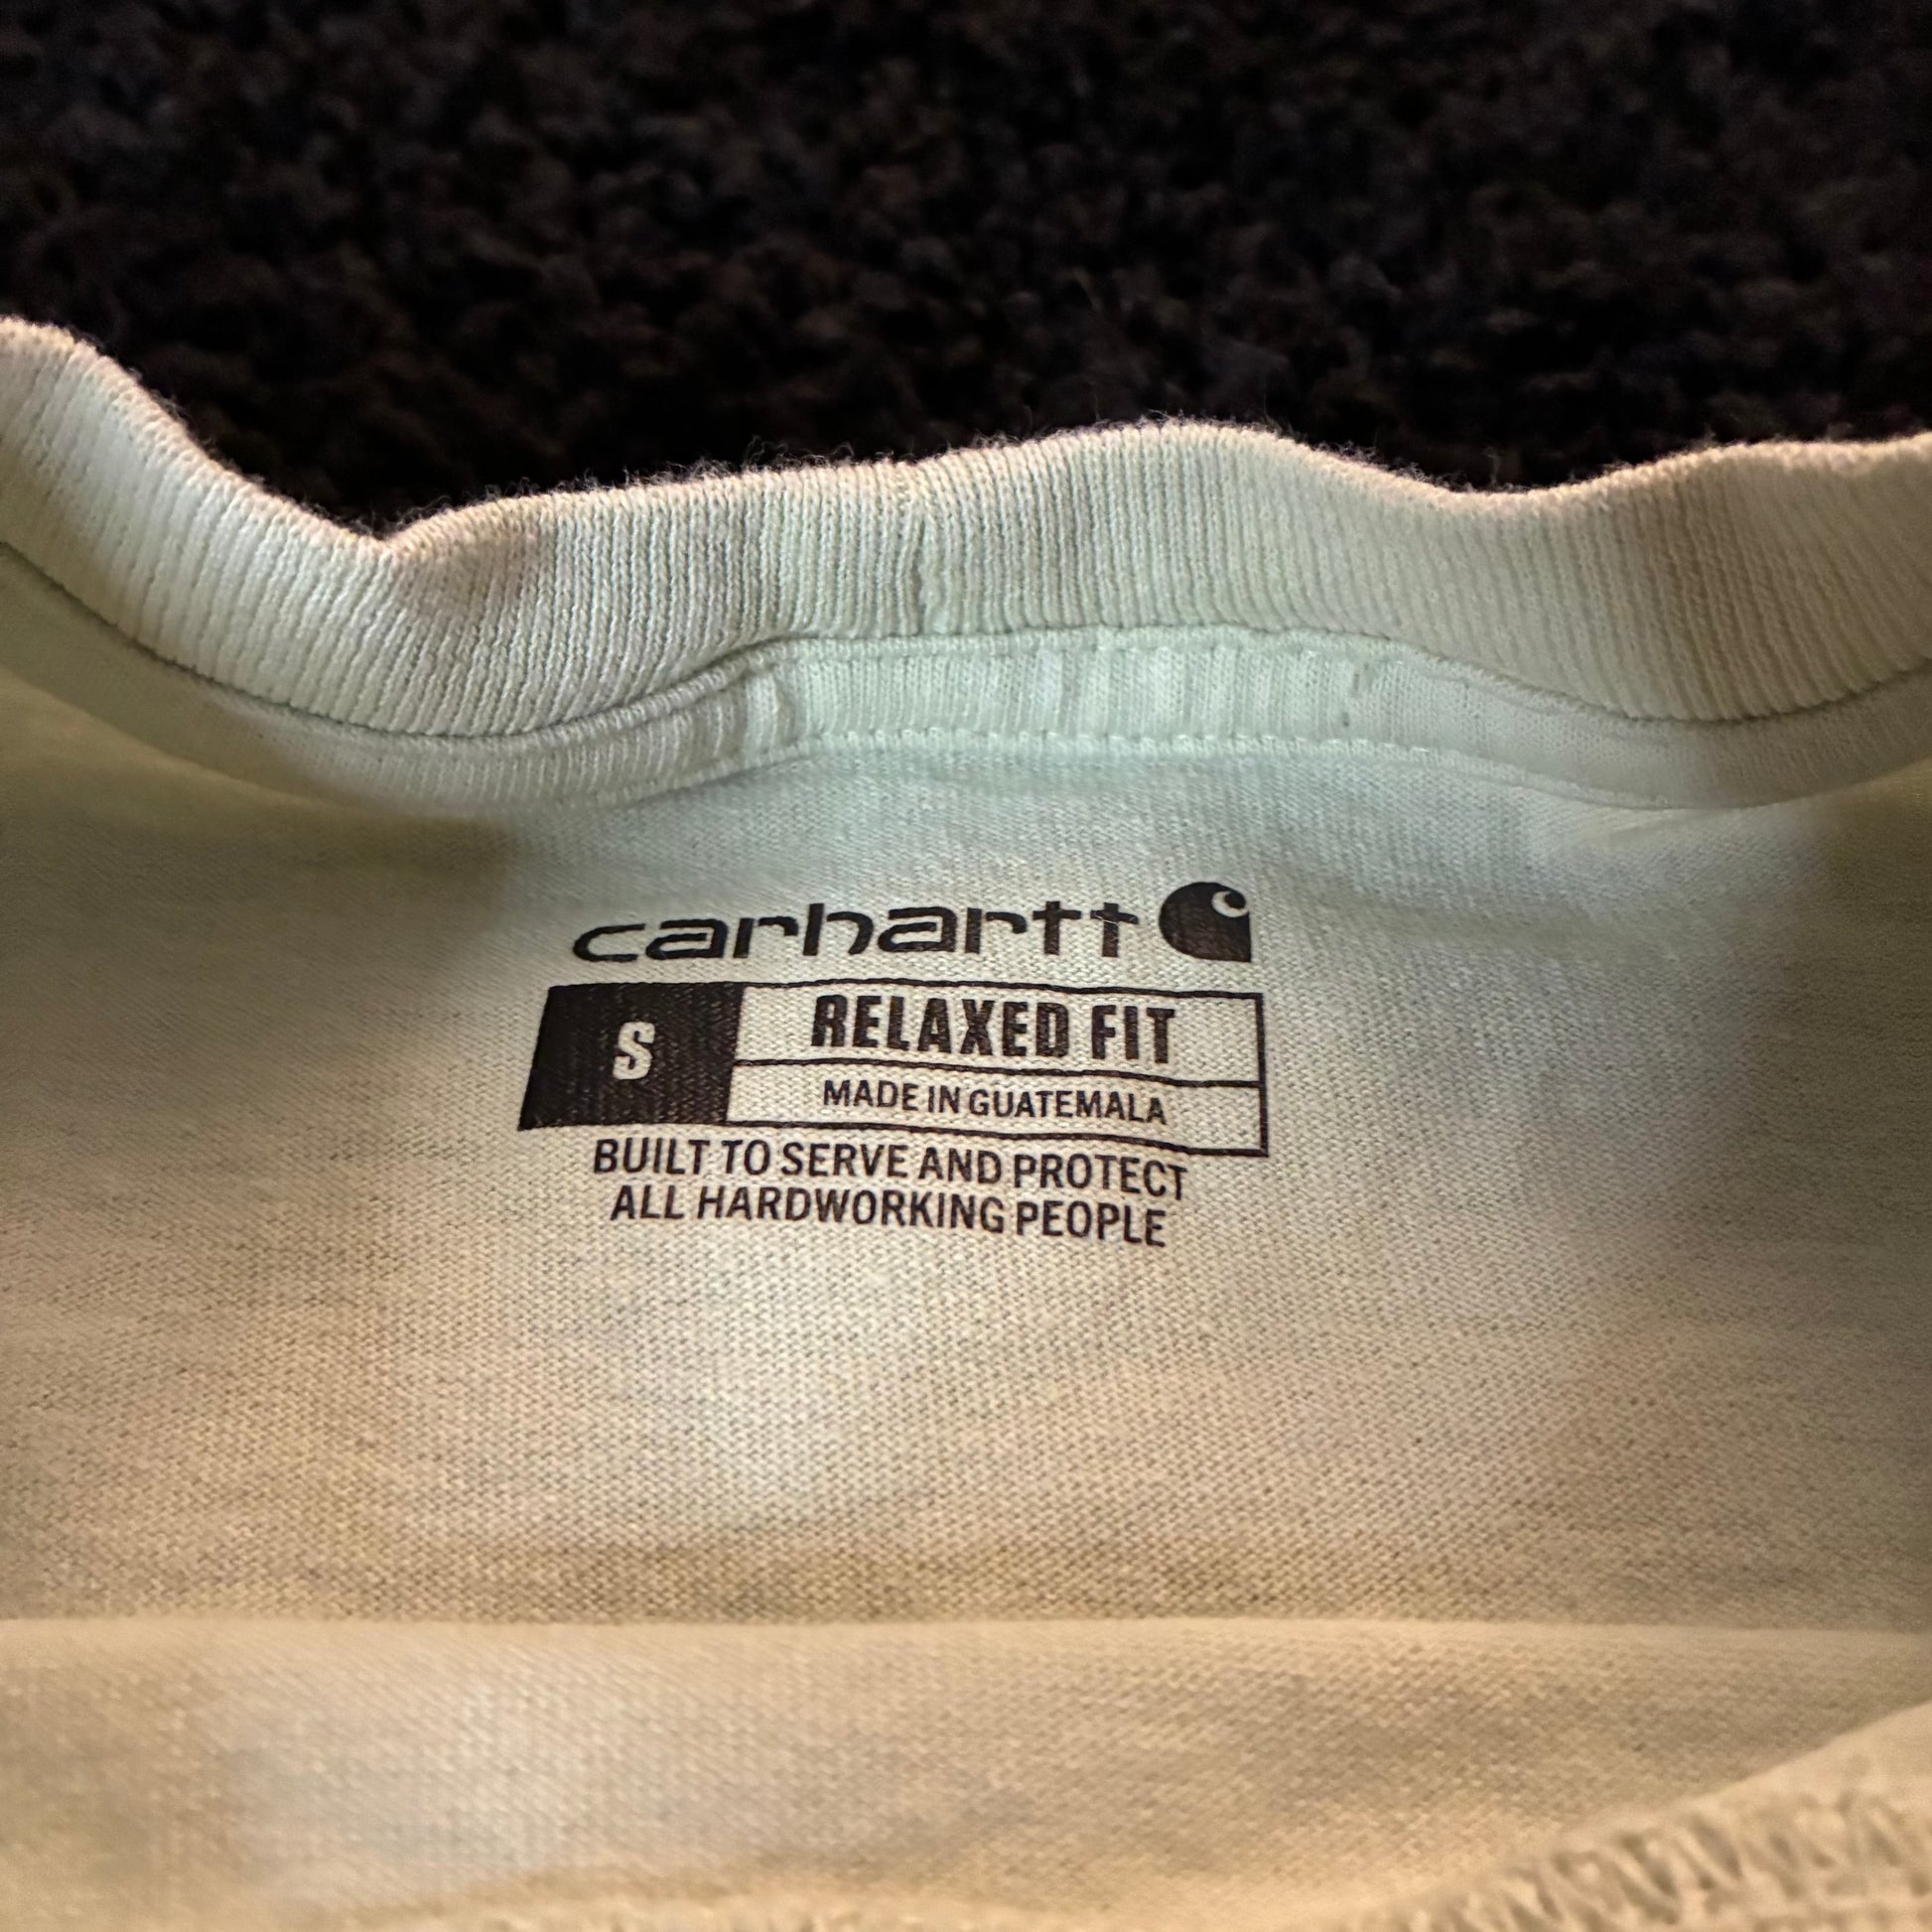 carhartt
S
RELAXED FIT
MADE IN GUATEMALA
BUILT TO SERVE AND PROTECT
ALL HARDWORKING PEOPLE